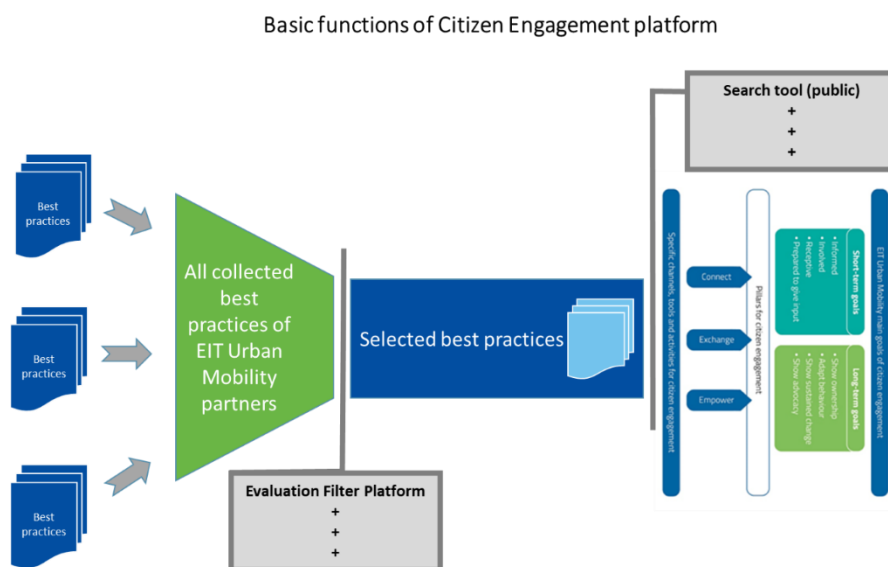 Basic functions of Citizen Engagement platform
Search tool (public)
+
+
+
Best
practices
Best
practices
Best
practices
All collected
best
practices of
EIT Urban
Mobility
partners
Selected best practices
Evaluation Filter Platform
+
+
+
Specific channels, tools and activities for citizen engagement
Connect
Exchange
Empower
Pillars for citizen engagement
Short-term goals
• Informed
• Involved
• Receptive
• Prepared to give input
Long-term goals
• Show ownership
• Adapt behaviour
• Show sustained change
• Show advocacy
EIT Urban Mobility main goals of citizen engagement